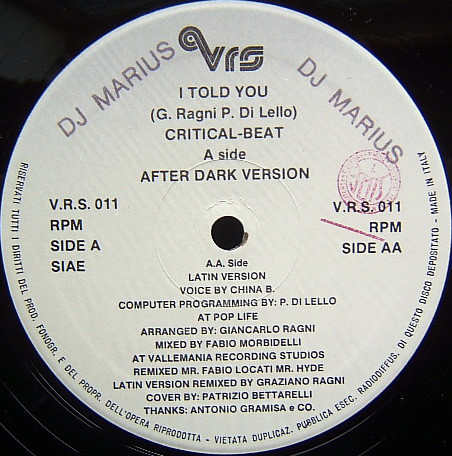 vrs
DJ MARIUS
DJ MARIUS
I TOLD YOU
(G. Ragni P. Di Lello)
CRITICAL-BEAT
A side
AFTER DARK VERSION
V.R.S. 011
RPM
SIDE A
SIAE
V.R.S. 011
RPM
SIDE AA
A.A. Side
LATIN VERSION
VOICE BY CHINA B.
COMPUTER PROGRAMMING BY: P. DI LELLO
AT POP LIFE
ARRANGED BY: GIANCARLO RAGNI
MIXED BY FABIO MORBIDELLI
AT VALLEMANIA RECORDING STUDIOS
REMIXED MR. FABIO LOCATI MR. HYDE
LATIN VERSION REMIXED BY GRAZIANO RAGNI
COVER BY: PATRIZIO BETTARELLI
THANKS: ANTONIO GRAMISA e CO.
RISERVATI TUTTI I DIRITTI DEL PROD. FONOGR. E DEL PROPR. DELL'OPERA RIPRODOTTA - VIETATA DUPLICAZ. PUBBLICA ESEC. RADIODIFFUS. DI QUESTO DISCO DEPOSITATO - MADE IN ITALY